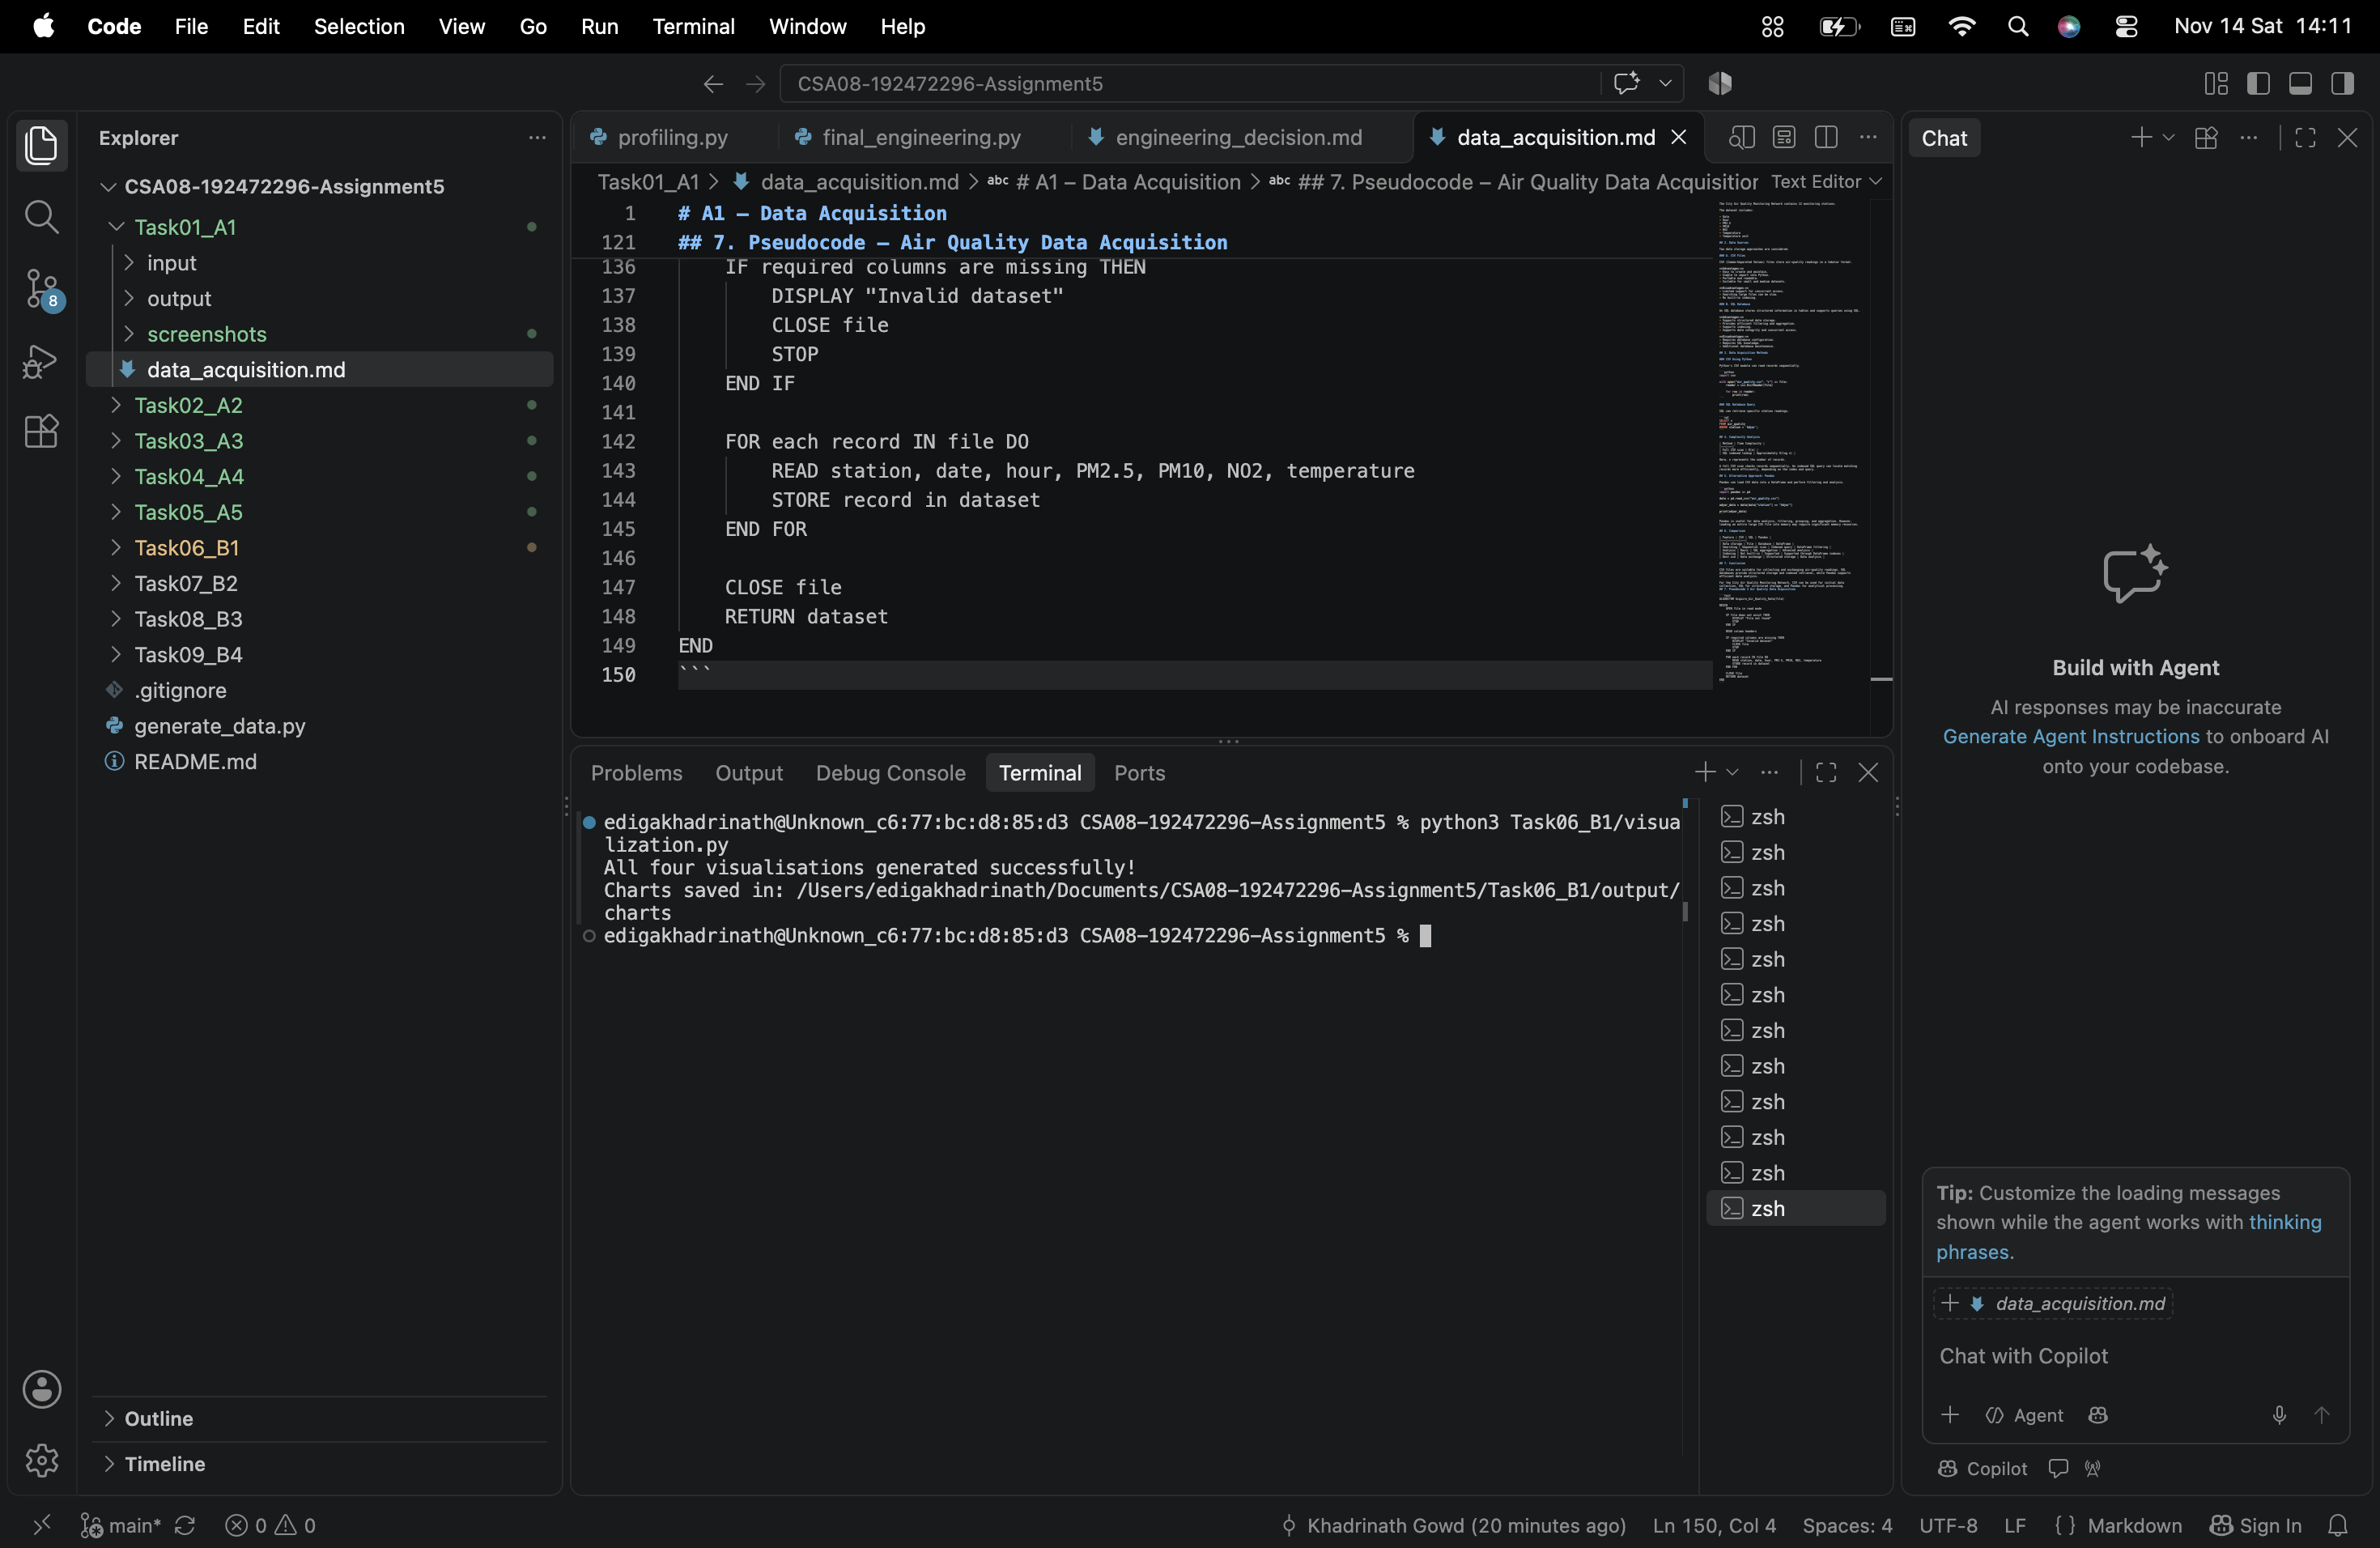 Code File Edit Selection View Go Run Terminal Window Help Nov 14 Sat 14:11
CSA08-192472296-Assignment5
Explorer
CSA08-192472296-Assignment5
Task01_A1
input
output
screenshots
data_acquisition.md
Task02_A2
Task03_A3
Task04_A4
Task05_A5
Task06_B1
Task07_B2
Task08_B3
Task09_B4
.gitignore
generate_data.py
README.md
8
Outline
Timeline
profiling.py final_engineering.py engineering_decision.md data_acquisition.md
Task01_A1 > data_acquisition.md > abc # A1 – Data Acquisition > abc ## 7. Pseudocode – Air Quality Data Acquisition Text Editor
1 # A1 – Data Acquisition
121 ## 7. Pseudocode – Air Quality Data Acquisition
136 IF required columns are missing THEN
137 DISPLAY "Invalid dataset"
138 CLOSE file
139 STOP
140 END IF
141
142 FOR each record IN file DO
143 READ station, date, hour, PM2.5, PM10, NO2, temperature
144 STORE record in dataset
145 END FOR
146
147 CLOSE file
148 RETURN dataset
149 END
150 ```
Problems Output Debug Console Terminal Ports
edigakhadrinath@Unknown_c6:77:bc:d8:85:d3 CSA08-192472296-Assignment5 % python3 Task06_B1/visua
lization.py
All four visualisations generated successfully!
Charts saved in: /Users/edigakhadrinath/Documents/CSA08-192472296-Assignment5/Task06_B1/output/
charts
edigakhadrinath@Unknown_c6:77:bc:d8:85:d3 CSA08-192472296-Assignment5 %
zsh
zsh
zsh
zsh
zsh
zsh
zsh
zsh
zsh
zsh
zsh
zsh
Chat
Build with Agent
AI responses may be inaccurate
Generate Agent Instructions to onboard AI
onto your codebase.
Tip: Customize the loading messages
shown while the agent works with thinking
phrases.
data_acquisition.md
Chat with Copilot
Agent
Copilot
main* 0 0 Khadrinath Gowd (20 minutes ago) Ln 150, Col 4 Spaces: 4 UTF-8 LF {} Markdown Sign In